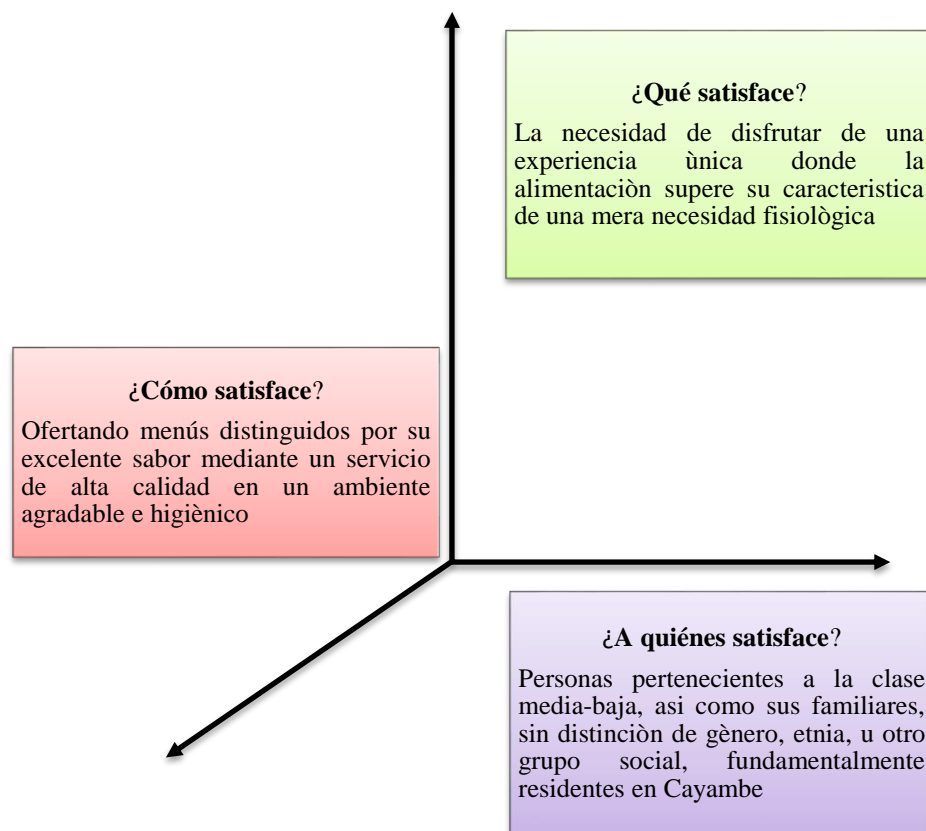 ¿Qué satisface?
La necesidad de disfrutar de una
experiencia ùnica donde la
alimentaciòn supere su caracteristica
de una mera necesidad fisiològica
¿Cómo satisface?
Ofertando menús distinguidos por su
excelente sabor mediante un servicio
de alta calidad en un ambiente
agradable e higiènico
¿A quiénes satisface?
Personas pertenecientes a la clase
media-baja, asi como sus familiares,
sin distinciòn de gènero, etnia, u otro
grupo social, fundamentalmente
residentes en Cayambe